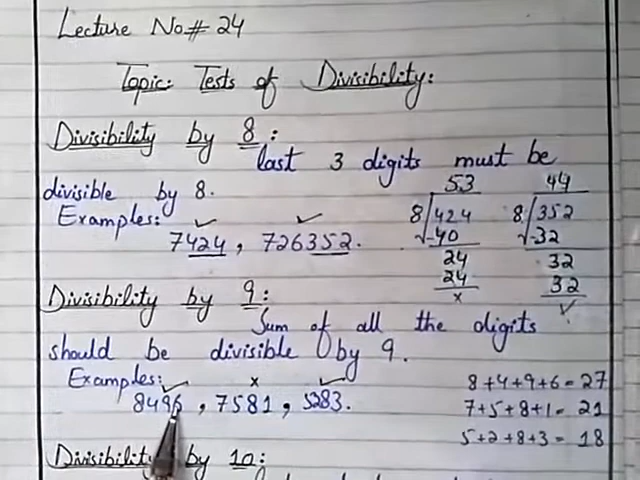 Lecture No# 24
Topic: Tests of Divisibility:
Divisibility by 8:
last 3 digits must be
divisible by 8.
Examples:
7424, 726352.
53
8 424
-40
24
24
x
44
8 352
-32
32
32
✓
Divisibility by 9:
Sum of all the digits
should be divisible by 9.
Examples:
✓ x ✓
8496, 7581, 5283.
8+4+9+6=27
7+5+8+1=21
5+2+8+3=18
Divisibility by 10: